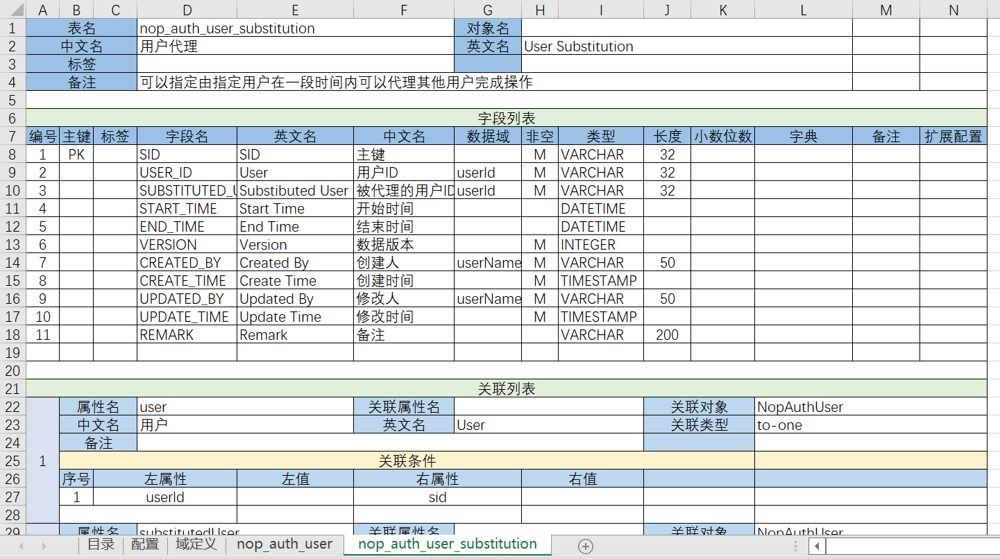 A B C D E F G H I J K L M N
1 表名 nop_auth_user_substitution 对象名
2 中文名 用户代理 英文名 User Substitution
3 标签
4 备注 可以指定由指定用户在一段时间内可以代理其他用户完成操作
5
6 字段列表
7 编号 主键 标签 字段名 英文名 中文名 数据域 非空 类型 长度 小数位数 字典 备注 扩展配置
8 1 PK SID SID 主键 M VARCHAR 32
9 2 USER_ID User 用户ID userId M VARCHAR 32
10 3 SUBSTITUTED_U Substibuted User 被代理的用户ID userId M VARCHAR 32
11 4 START_TIME Start Time 开始时间 DATETIME
12 5 END_TIME End Time 结束时间 DATETIME
13 6 VERSION Version 数据版本 M INTEGER
14 7 CREATED_BY Created By 创建人 userName M VARCHAR 50
15 8 CREATE_TIME Create Time 创建时间 M TIMESTAMP
16 9 UPDATED_BY Updated By 修改人 userName M VARCHAR 50
17 10 UPDATE_TIME Update Time 修改时间 M TIMESTAMP
18 11 REMARK Remark 备注 VARCHAR 200
19
20
21 关联列表
22 属性名 user 关联属性名 关联对象 NopAuthUser
23 中文名 用户 英文名 User 关联类型 to-one
24 备注
25 1 关联条件
26 序号 左属性 左值 右属性 右值
27 1 userId sid
28
29 属性名 substitutedUser 关联属性名 关联对象 NopAuthUser
目录 配置 域定义 nop_auth_user nop_auth_user_substitution